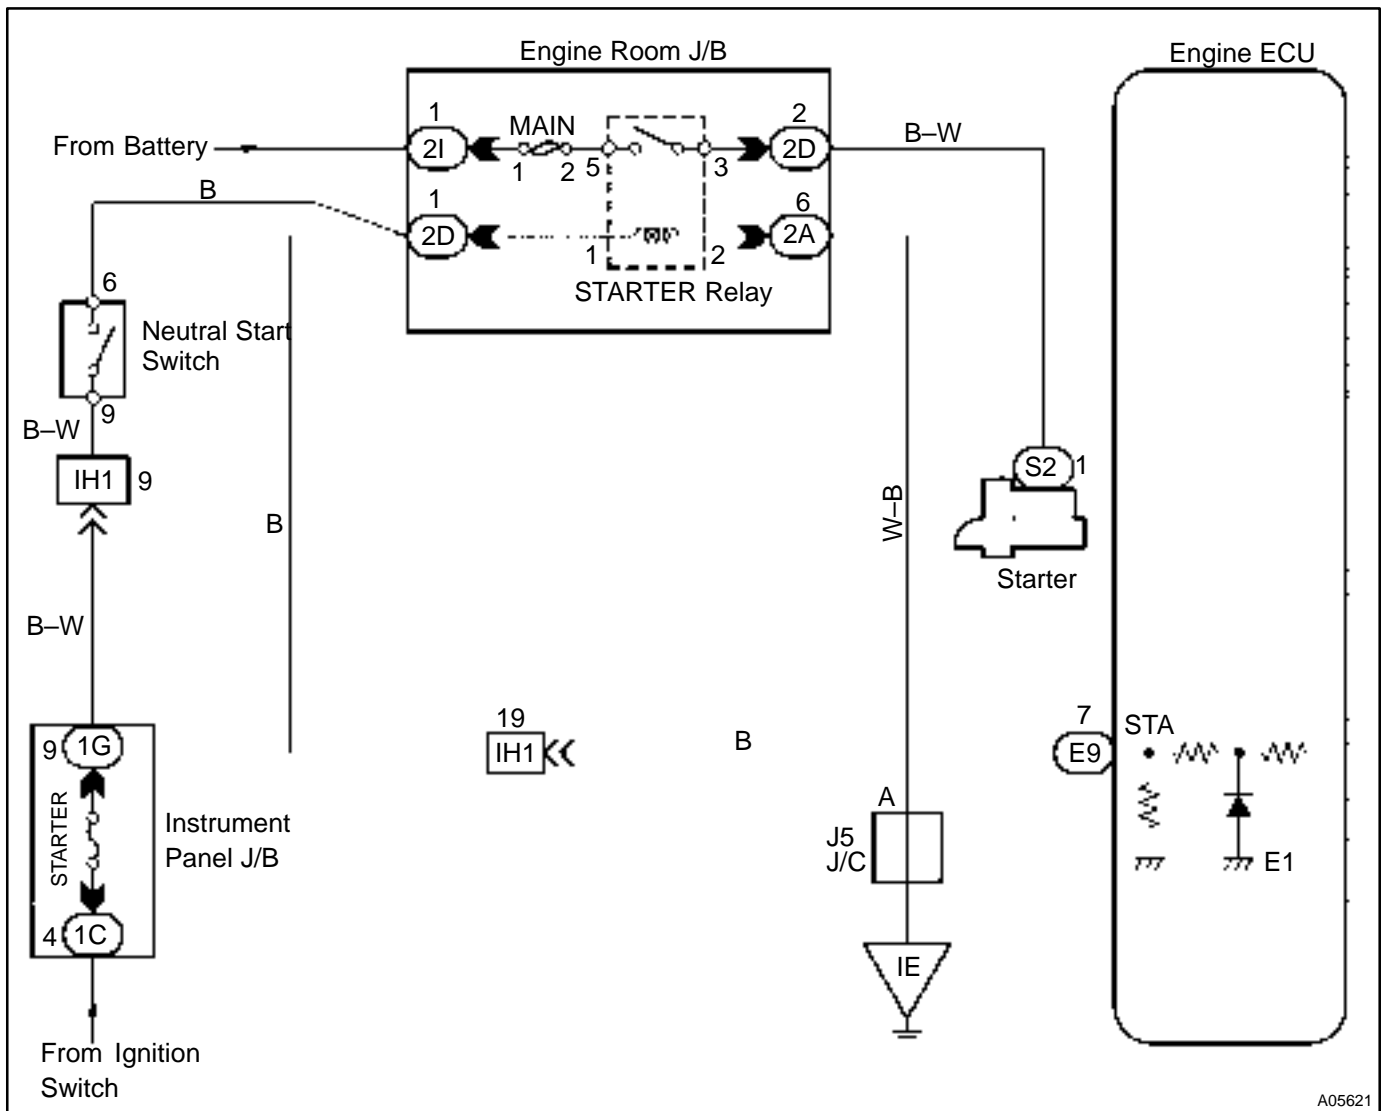 Engine Room J/B
Engine ECU
1
MAIN
2
From Battery
2I
1 2
5
3
2D
B–W
B
1
6
2D
1
2
2A
STARTER Relay
6
Neutral Start
Switch
9
B–W
IH1
9
S2
1
B
W–B
Starter
B–W
19
7
STA
9
1G
IH1
B
E9
STARTER
Instrument
Panel J/B
A
J5
J/C
E1
4
1C
IE
From Ignition
Switch
A05621